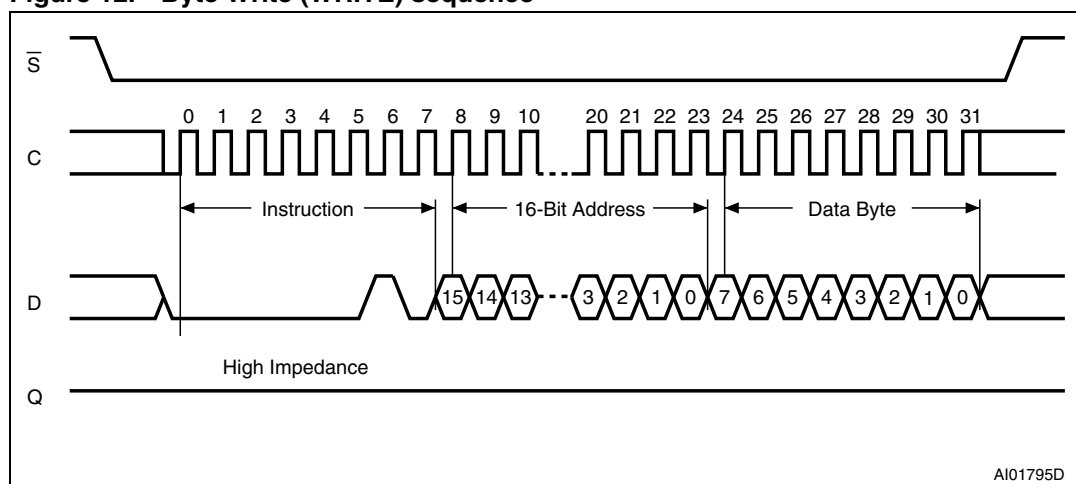 Figure 12. Byte Write (WRITE) sequence
S
0 1 2 3 4 5 6 7 8 9 10 20 21 22 23 24 25 26 27 28 29 30 31
C
Instruction 16-Bit Address Data Byte
D 15 14 13 3 2 1 0 7 6 5 4 3 2 1 0
High Impedance
Q
AI01795D